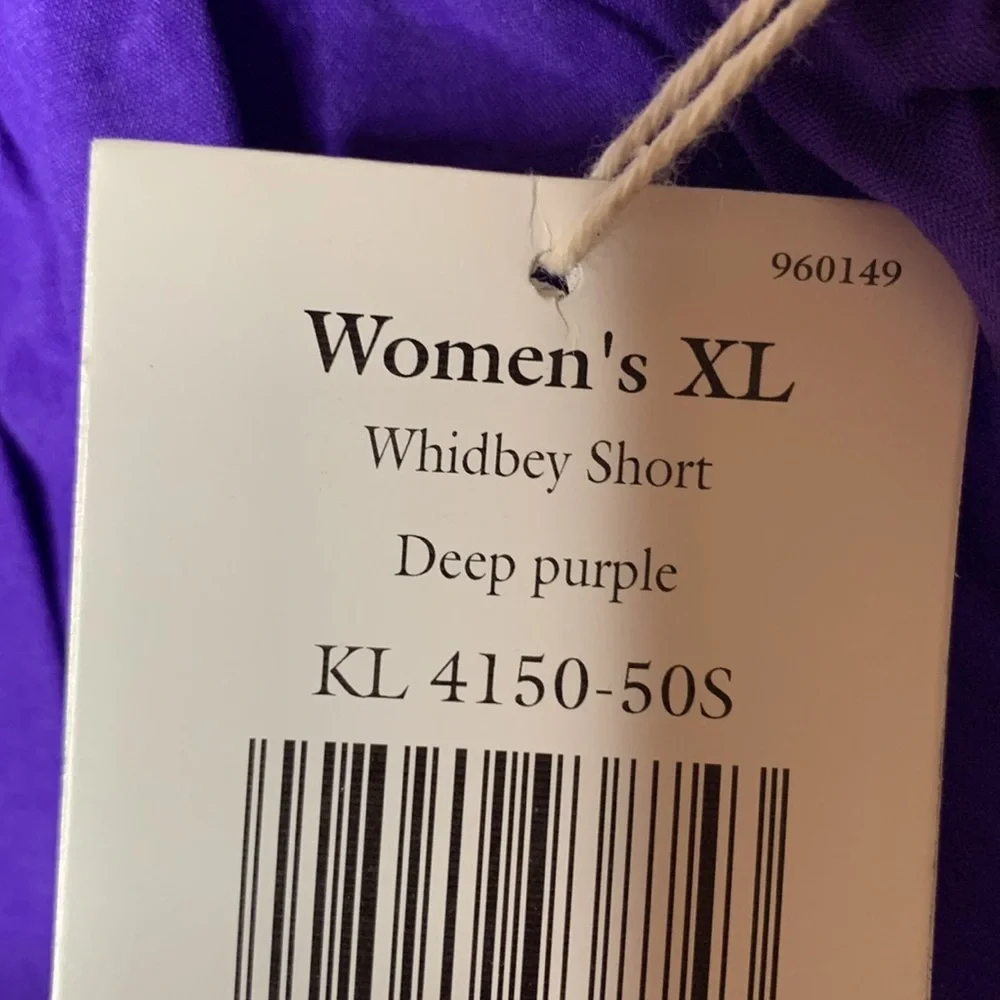 960149
Women's XL
Whidbey Short
Deep purple
KL 4150-50S